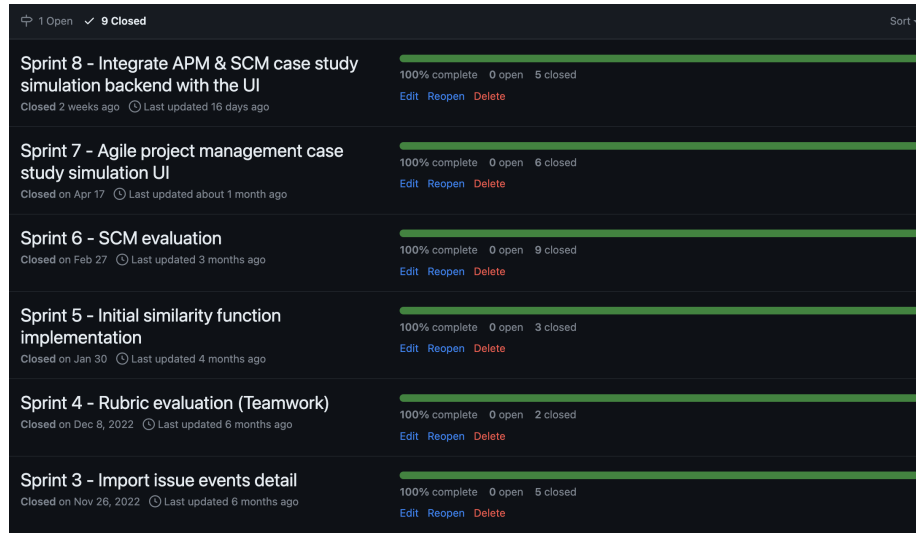 1 Open 9 Closed Sort
Sprint 8 - Integrate APM & SCM case study
simulation backend with the UI
Closed 2 weeks ago Last updated 16 days ago
100% complete 0 open 5 closed
Edit Reopen Delete
Sprint 7 - Agile project management case
study simulation UI
Closed on Apr 17 Last updated about 1 month ago
100% complete 0 open 6 closed
Edit Reopen Delete
Sprint 6 - SCM evaluation
Closed on Feb 27 Last updated 3 months ago
100% complete 0 open 9 closed
Edit Reopen Delete
Sprint 5 - Initial similarity function
implementation
Closed on Jan 30 Last updated 4 months ago
100% complete 0 open 3 closed
Edit Reopen Delete
Sprint 4 - Rubric evaluation (Teamwork)
Closed on Dec 8, 2022 Last updated 6 months ago
100% complete 0 open 2 closed
Edit Reopen Delete
Sprint 3 - Import issue events detail
Closed on Nov 26, 2022 Last updated 6 months ago
100% complete 0 open 5 closed
Edit Reopen Delete